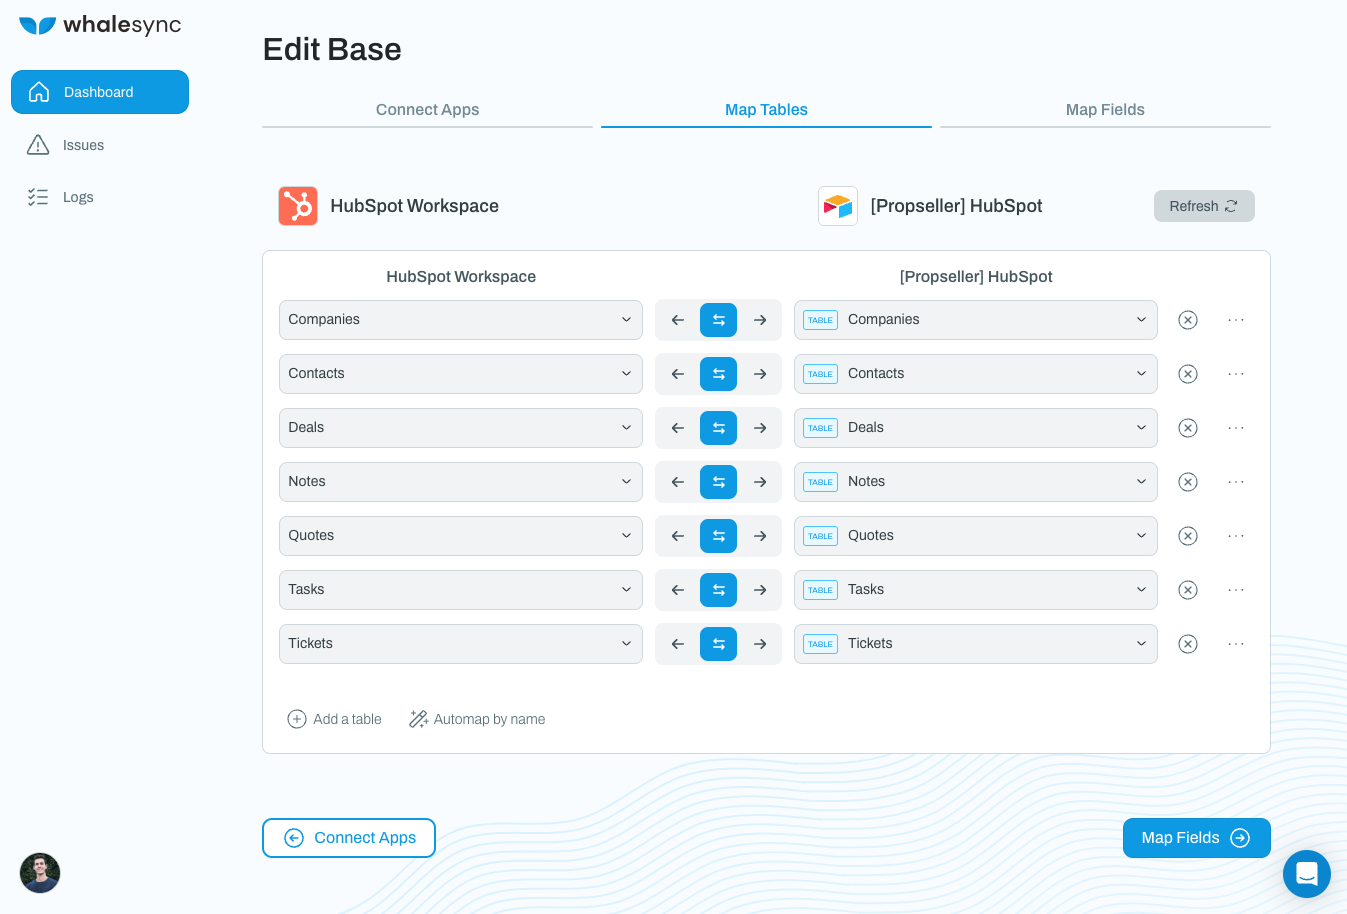 whalesync
Edit Base
Dashboard
Issues
Logs
Connect Apps Map Tables Map Fields
HubSpot Workspace [Propseller] HubSpot Refresh
HubSpot Workspace [Propseller] HubSpot
Companies TABLE Companies
Contacts TABLE Contacts
Deals TABLE Deals
Notes TABLE Notes
Quotes TABLE Quotes
Tasks TABLE Tasks
Tickets TABLE Tickets
Add a table Automap by name
Connect Apps Map Fields